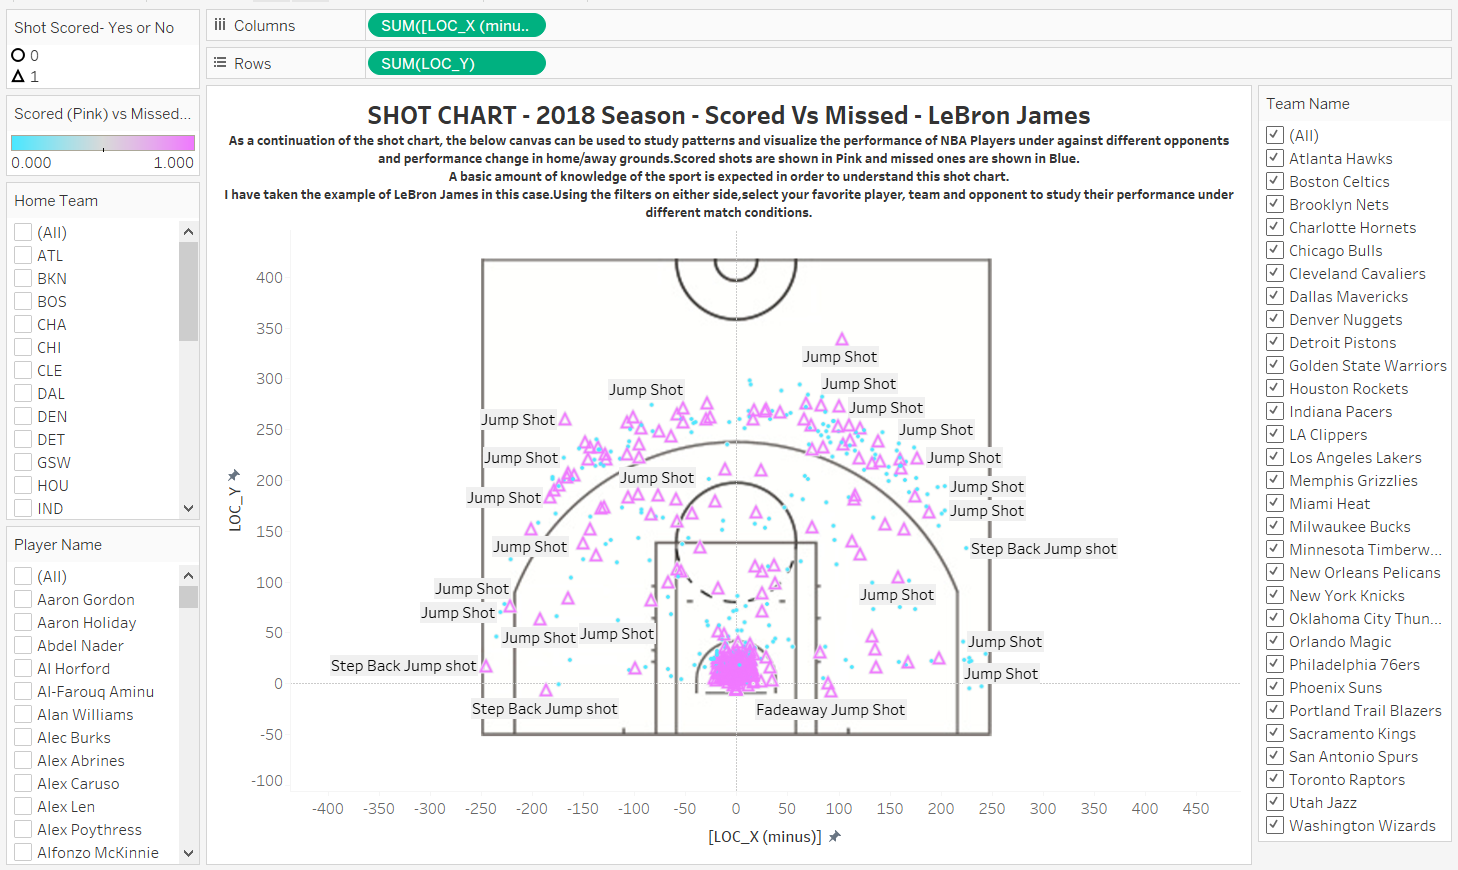 Shot Scored- Yes or No
0
1
Scored (Pink) vs Missed...
0.000 1.000
Home Team
(All)
ATL
BKN
BOS
CHA
CHI
CLE
DAL
DEN
DET
GSW
HOU
IND
Player Name
(All)
Aaron Gordon
Aaron Holiday
Abdel Nader
Al Horford
Al-Farouq Aminu
Alan Williams
Alec Burks
Alex Abrines
Alex Caruso
Alex Len
Alex Poythress
Alfonzo McKinnie
Columns SUM([LOC_X (minu..
Rows SUM(LOC_Y)
SHOT CHART - 2018 Season - Scored Vs Missed - LeBron James
As a continuation of the shot chart, the below canvas can be used to study patterns and visualize the performance of NBA Players under against different opponents
and performance change in home/away grounds.Scored shots are shown in Pink and missed ones are shown in Blue.
A basic amount of knowledge of the sport is expected in order to understand this shot chart.
I have taken the example of LeBron James in this case.Using the filters on either side,select your favorite player, team and opponent to study their performance under
different match conditions.
LOC_Y
400
350
300
250
200
150
100
50
0
-50
-100
Jump Shot
Jump Shot
Jump Shot
Jump Shot
Jump Shot
Jump Shot
Jump Shot
Jump Shot
Jump Shot
Jump Shot
Jump Shot
Jump Shot
Jump Shot
Jump Shot
Step Back Jump shot
Jump Shot
Jump Shot
Jump Shot
Jump Shot
Jump Shot
Jump Shot
Step Back Jump shot
Jump Shot
Step Back Jump shot
Fadeaway Jump Shot
-400 -350 -300 -250 -200 -150 -100 -50 0 50 100 150 200 250 300 350 400 450
[LOC_X (minus)]
Team Name
(All)
Atlanta Hawks
Boston Celtics
Brooklyn Nets
Charlotte Hornets
Chicago Bulls
Cleveland Cavaliers
Dallas Mavericks
Denver Nuggets
Detroit Pistons
Golden State Warriors
Houston Rockets
Indiana Pacers
LA Clippers
Los Angeles Lakers
Memphis Grizzlies
Miami Heat
Milwaukee Bucks
Minnesota Timberw...
New Orleans Pelicans
New York Knicks
Oklahoma City Thun...
Orlando Magic
Philadelphia 76ers
Phoenix Suns
Portland Trail Blazers
Sacramento Kings
San Antonio Spurs
Toronto Raptors
Utah Jazz
Washington Wizards